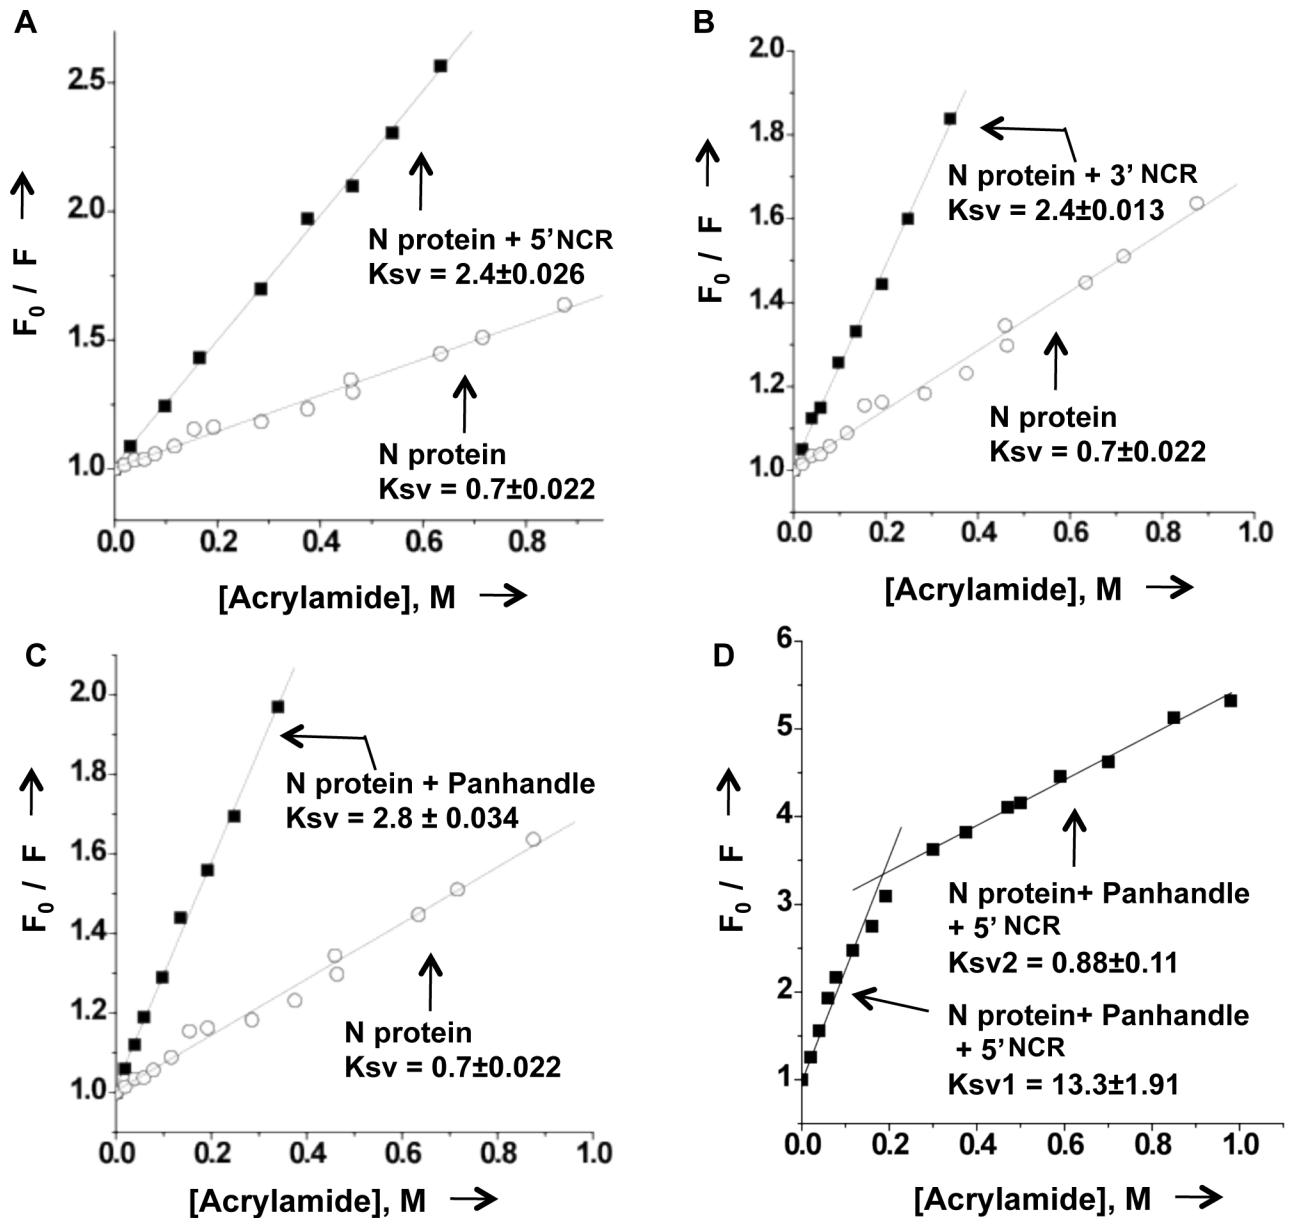 A
2.5
2.0
1.5
1.0
F0 / F
N protein + 5’NCR
Ksv = 2.4±0.026
N protein
Ksv = 0.7±0.022
0.0 0.2 0.4 0.6 0.8
[Acrylamide], M
B
2.0
1.8
1.6
1.4
1.2
1.0
F0 / F
N protein + 3’ NCR
Ksv = 2.4±0.013
N protein
Ksv = 0.7±0.022
0.0 0.2 0.4 0.6 0.8 1.0
[Acrylamide], M
C
2.0
1.8
1.6
1.4
1.2
1.0
F0 / F
N protein + Panhandle
Ksv = 2.8 ± 0.034
N protein
Ksv = 0.7±0.022
0.0 0.2 0.4 0.6 0.8 1.0
[Acrylamide], M
D
6
5
4
3
2
1
F0 / F
N protein+ Panhandle
+ 5’NCR
Ksv2 = 0.88±0.11
N protein+ Panhandle
+ 5’NCR
Ksv1 = 13.3±1.91
0.0 0.2 0.4 0.6 0.8 1.0
[Acrylamide], M